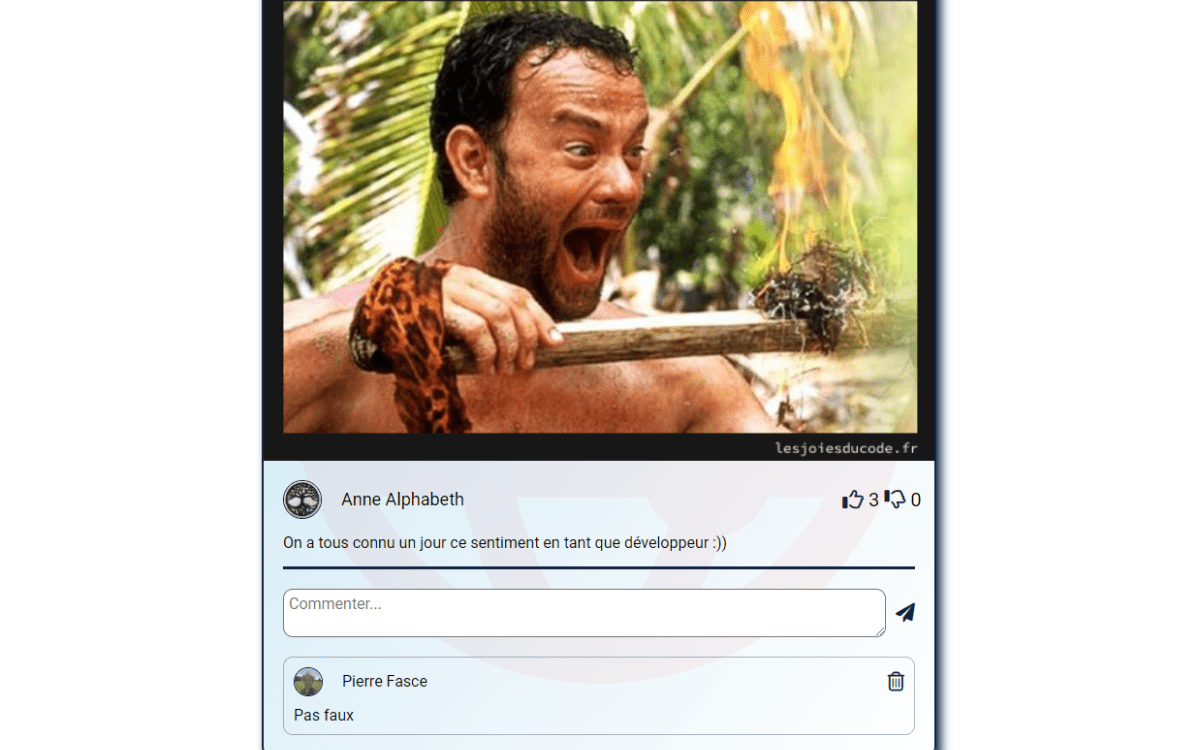 lesjoiesducode.fr
Anne Alphabeth
3 0
On a tous connu un jour ce sentiment en tant que développeur :))
Commenter...
Pierre Fasce
Pas faux